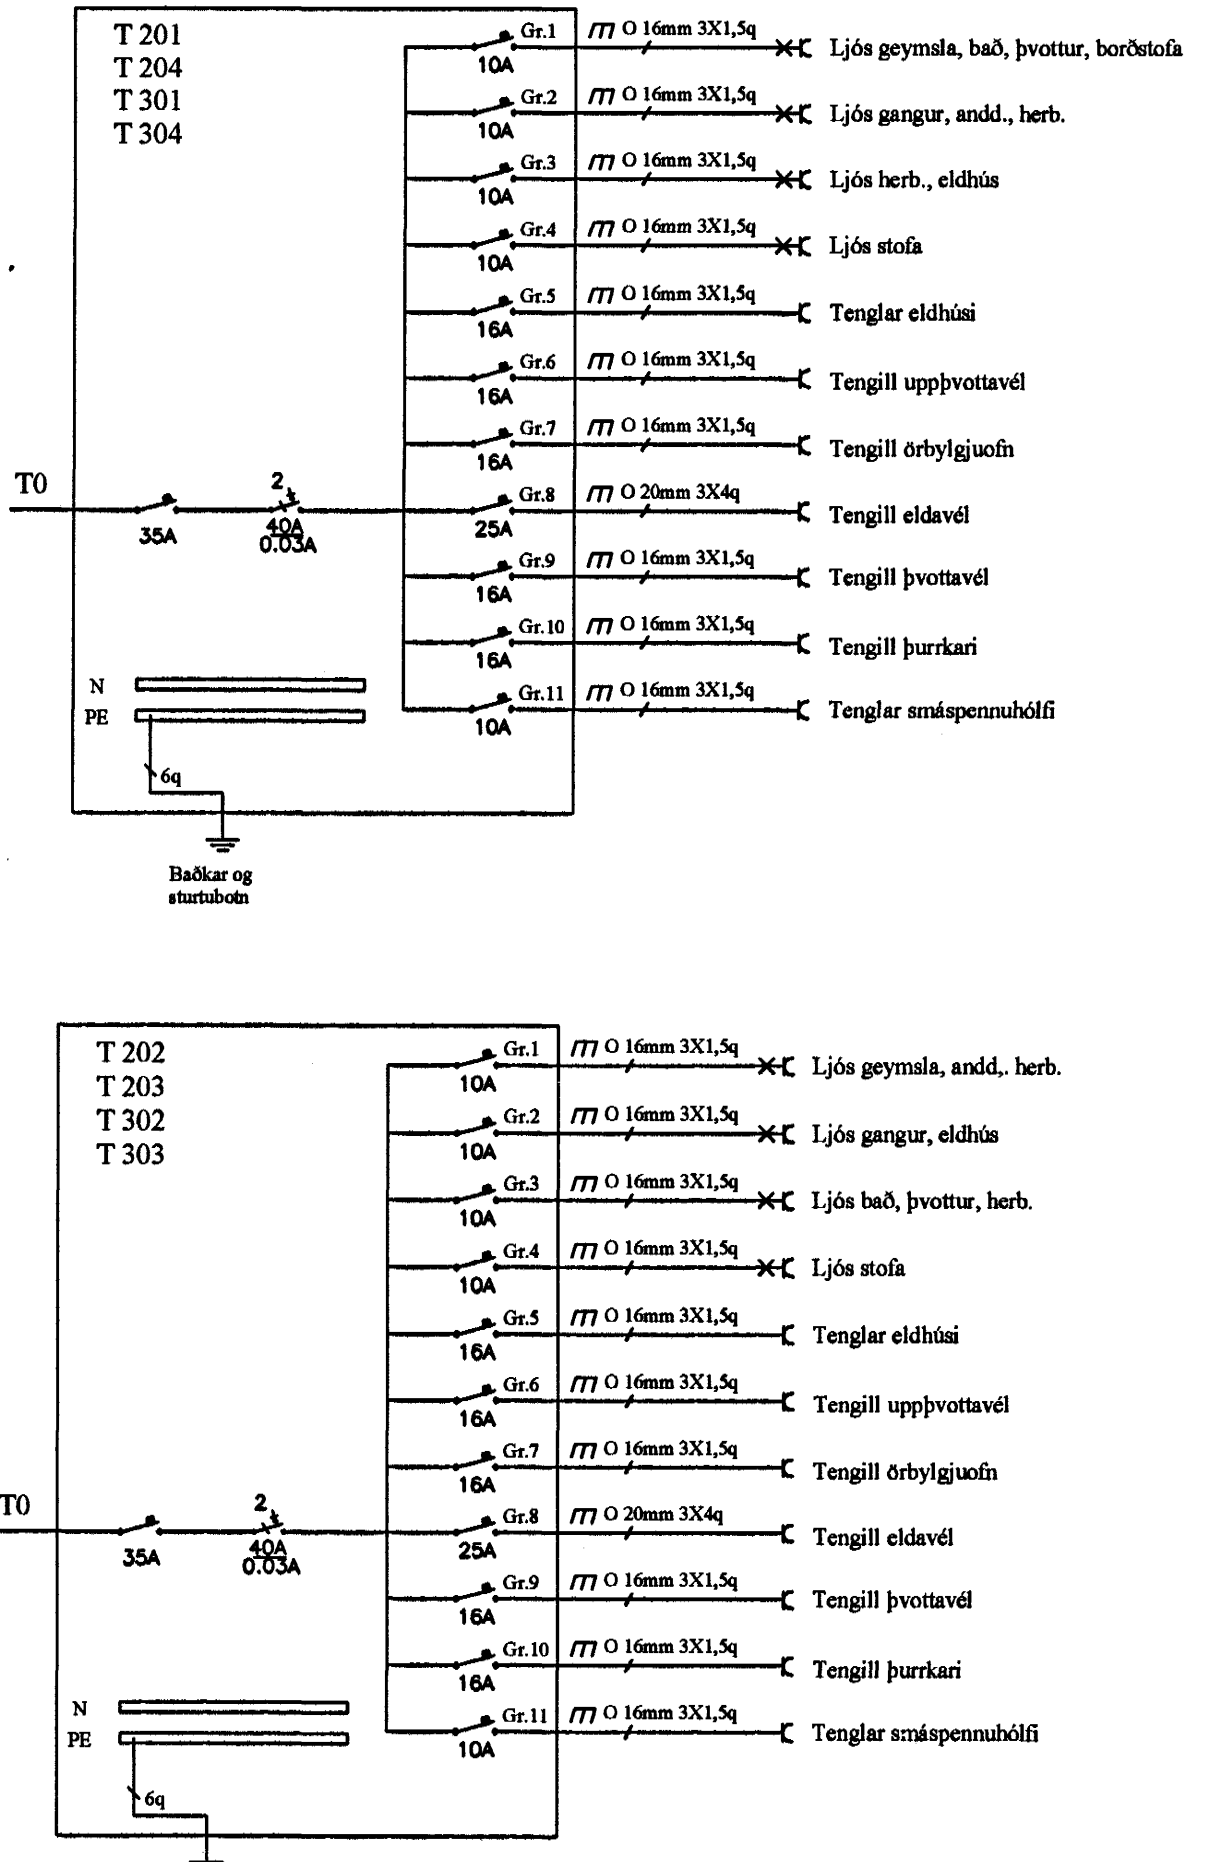 T 201
T 204
T 301
T 304
Gr.1 O 16mm 3X1,5q Ljós geymsla, bað, þvottur, borðstofa
10A
Gr.2 O 16mm 3X1,5q Ljós gangur, andd., herb.
10A
Gr.3 O 16mm 3X1,5q Ljós herb., eldhús
10A
Gr.4 O 16mm 3X1,5q Ljós stofa
10A
Gr.5 O 16mm 3X1,5q Tenglar eldhúsi
16A
Gr.6 O 16mm 3X1,5q Tengill uppþvottavél
16A
Gr.7 O 16mm 3X1,5q Tengill örbylgjuofn
16A
T0 2 Gr.8 O 20mm 3X4q Tengill eldavél
35A 40A 25A
0.03A
Gr.9 O 16mm 3X1,5q Tengill þvottavél
16A
Gr.10 O 16mm 3X1,5q Tengill þurrkari
16A
N
PE Gr.11 O 16mm 3X1,5q Tenglar smáspennuhólfi
10A
6q
Baðkar og
sturtubotn
T 202
T 203
T 302
T 303
Gr.1 O 16mm 3X1,5q Ljós geymsla, andd,. herb.
10A
Gr.2 O 16mm 3X1,5q Ljós gangur, eldhús
10A
Gr.3 O 16mm 3X1,5q Ljós bað, þvottur, herb.
10A
Gr.4 O 16mm 3X1,5q Ljós stofa
10A
Gr.5 O 16mm 3X1,5q Tenglar eldhúsi
16A
Gr.6 O 16mm 3X1,5q Tengill uppþvottavél
16A
Gr.7 O 16mm 3X1,5q Tengill örbylgjuofn
16A
T0 2 Gr.8 O 20mm 3X4q Tengill eldavél
35A 40A 25A
0.03A
Gr.9 O 16mm 3X1,5q Tengill þvottavél
16A
Gr.10 O 16mm 3X1,5q Tengill þurrkari
16A
N
PE Gr.11 O 16mm 3X1,5q Tenglar smáspennuhólfi
10A
6q